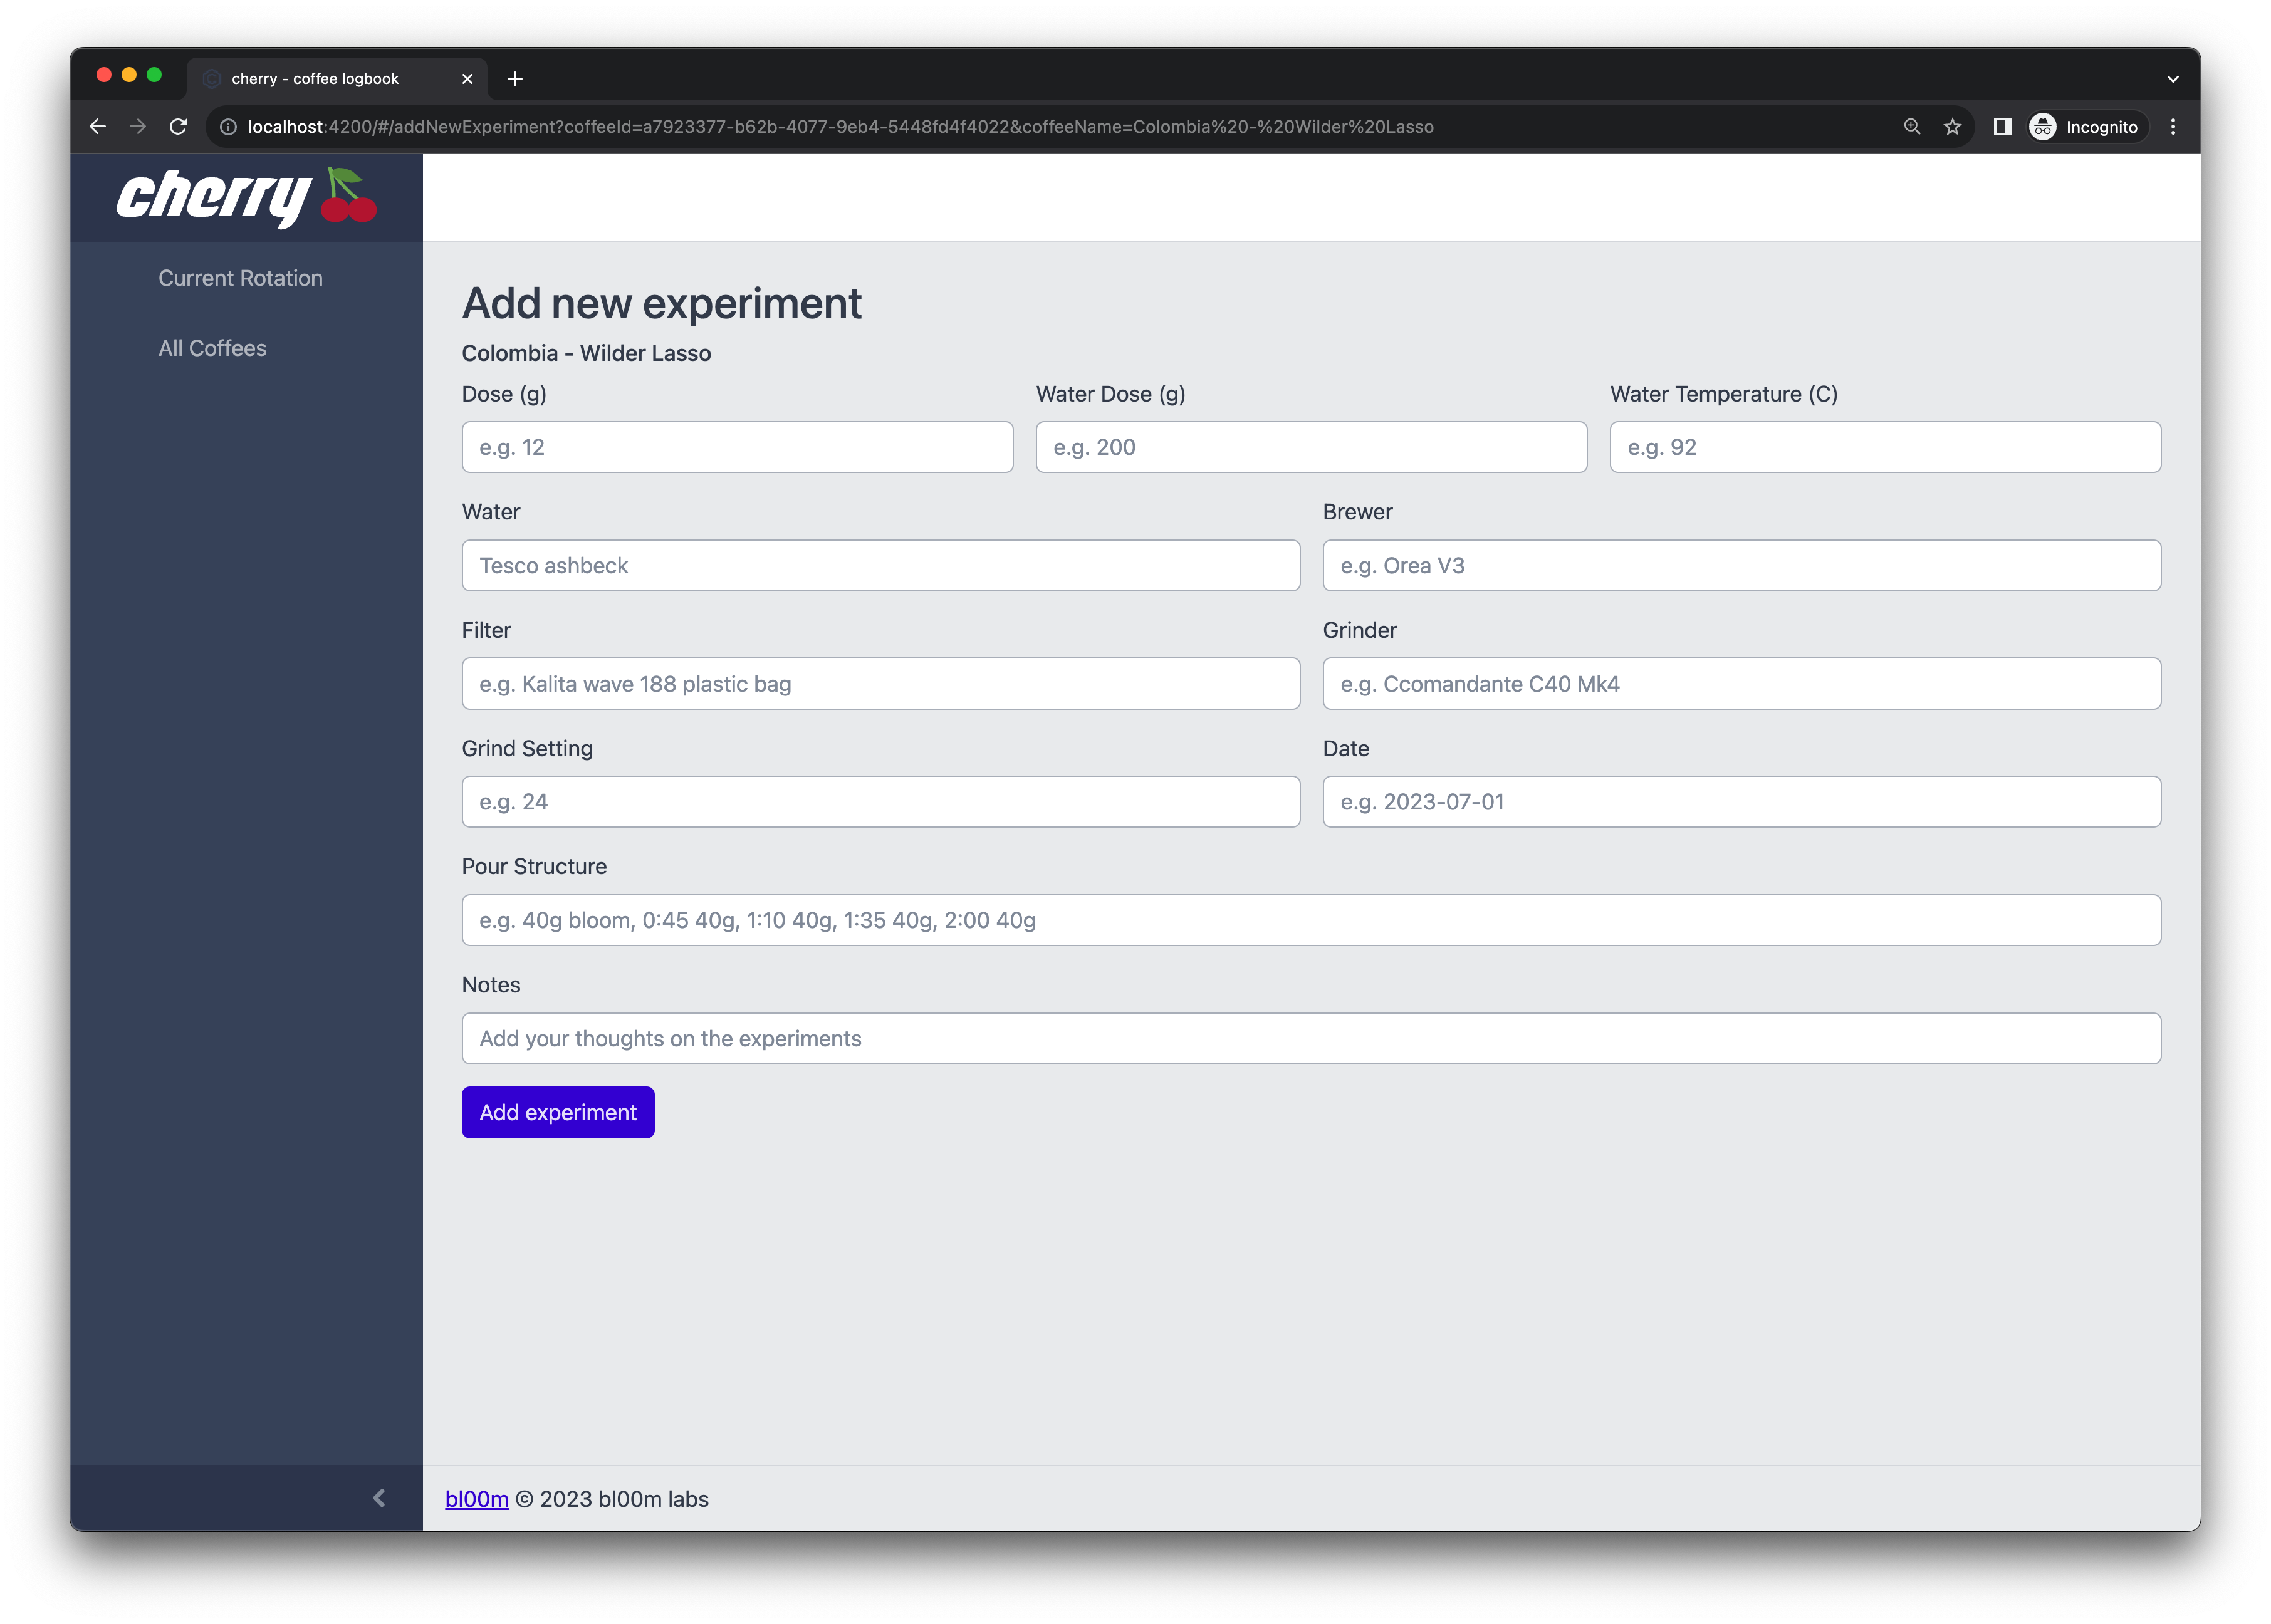 cherry - coffee logbook
localhost:4200/#/addNewExperiment?coffeeId=a7923377-b62b-4077-9eb4-5448fd4f4022&coffeeName=Colombia%20-%20Wilder%20Lasso
Incognito
cherry
Current Rotation
All Coffees
Add new experiment
Colombia - Wilder Lasso
Dose (g) Water Dose (g) Water Temperature (C)
e.g. 12 e.g. 200 e.g. 92
Water Brewer
Tesco ashbeck e.g. Orea V3
Filter Grinder
e.g. Kalita wave 188 plastic bag e.g. Ccomandante C40 Mk4
Grind Setting Date
e.g. 24 e.g. 2023-07-01
Pour Structure
e.g. 40g bloom, 0:45 40g, 1:10 40g, 1:35 40g, 2:00 40g
Notes
Add your thoughts on the experiments
Add experiment
bl00m © 2023 bl00m labs